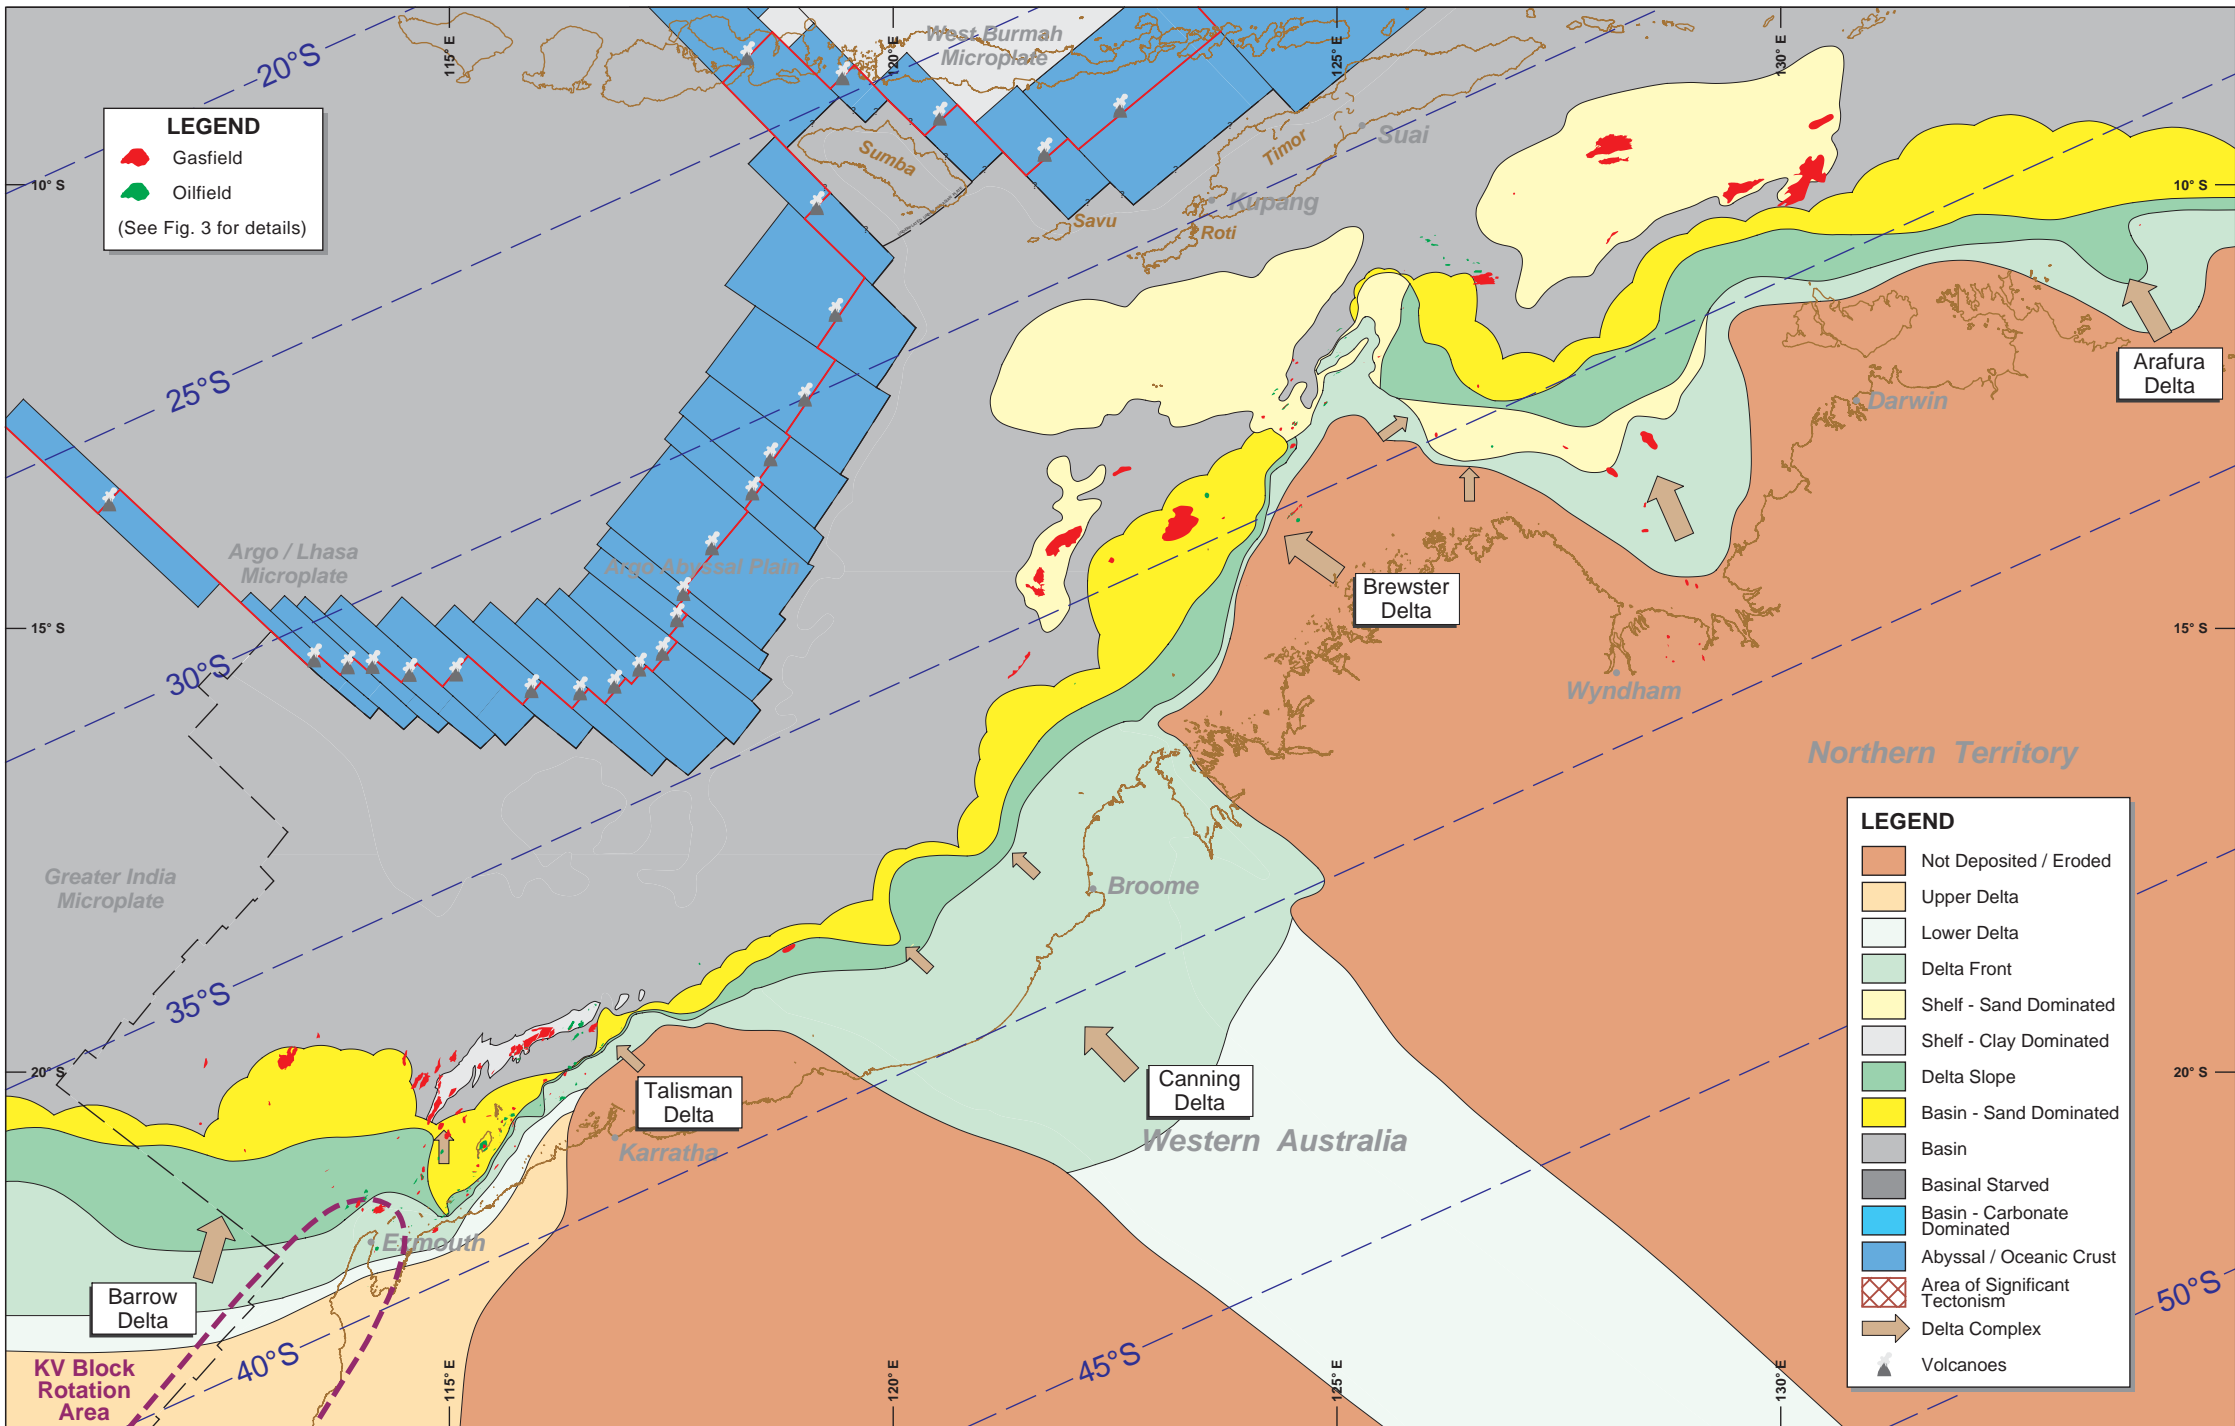 115° E
120° E
125° E
130° E
West Burmah
Microplate
20°S
LEGEND
Gasfield
Oilfield
(See Fig. 3 for details)
10° S
10° S
Sumba
Timor
Suai
Kupang
Savu
Roti
25°S
Arafura
Delta
Darwin
Argo / Lhasa
Microplate
Argo Abyssal Plain
Brewster
Delta
15° S
15° S
30°S
Wyndham
Northern Territory
Greater India
Microplate
Broome
35°S
20° S
20° S
Talisman
Delta
Canning
Delta
Karratha
Western Australia
Exmouth
Barrow
Delta
KV Block
Rotation
Area
40°S
45°S
50°S
115° E
120° E
125° E
130° E
LEGEND
Not Deposited / Eroded
Upper Delta
Lower Delta
Delta Front
Shelf - Sand Dominated
Shelf - Clay Dominated
Delta Slope
Basin - Sand Dominated
Basin
Basinal Starved
Basin - Carbonate
Dominated
Abyssal / Oceanic Crust
Area of Significant
Tectonism
Delta Complex
Volcanoes